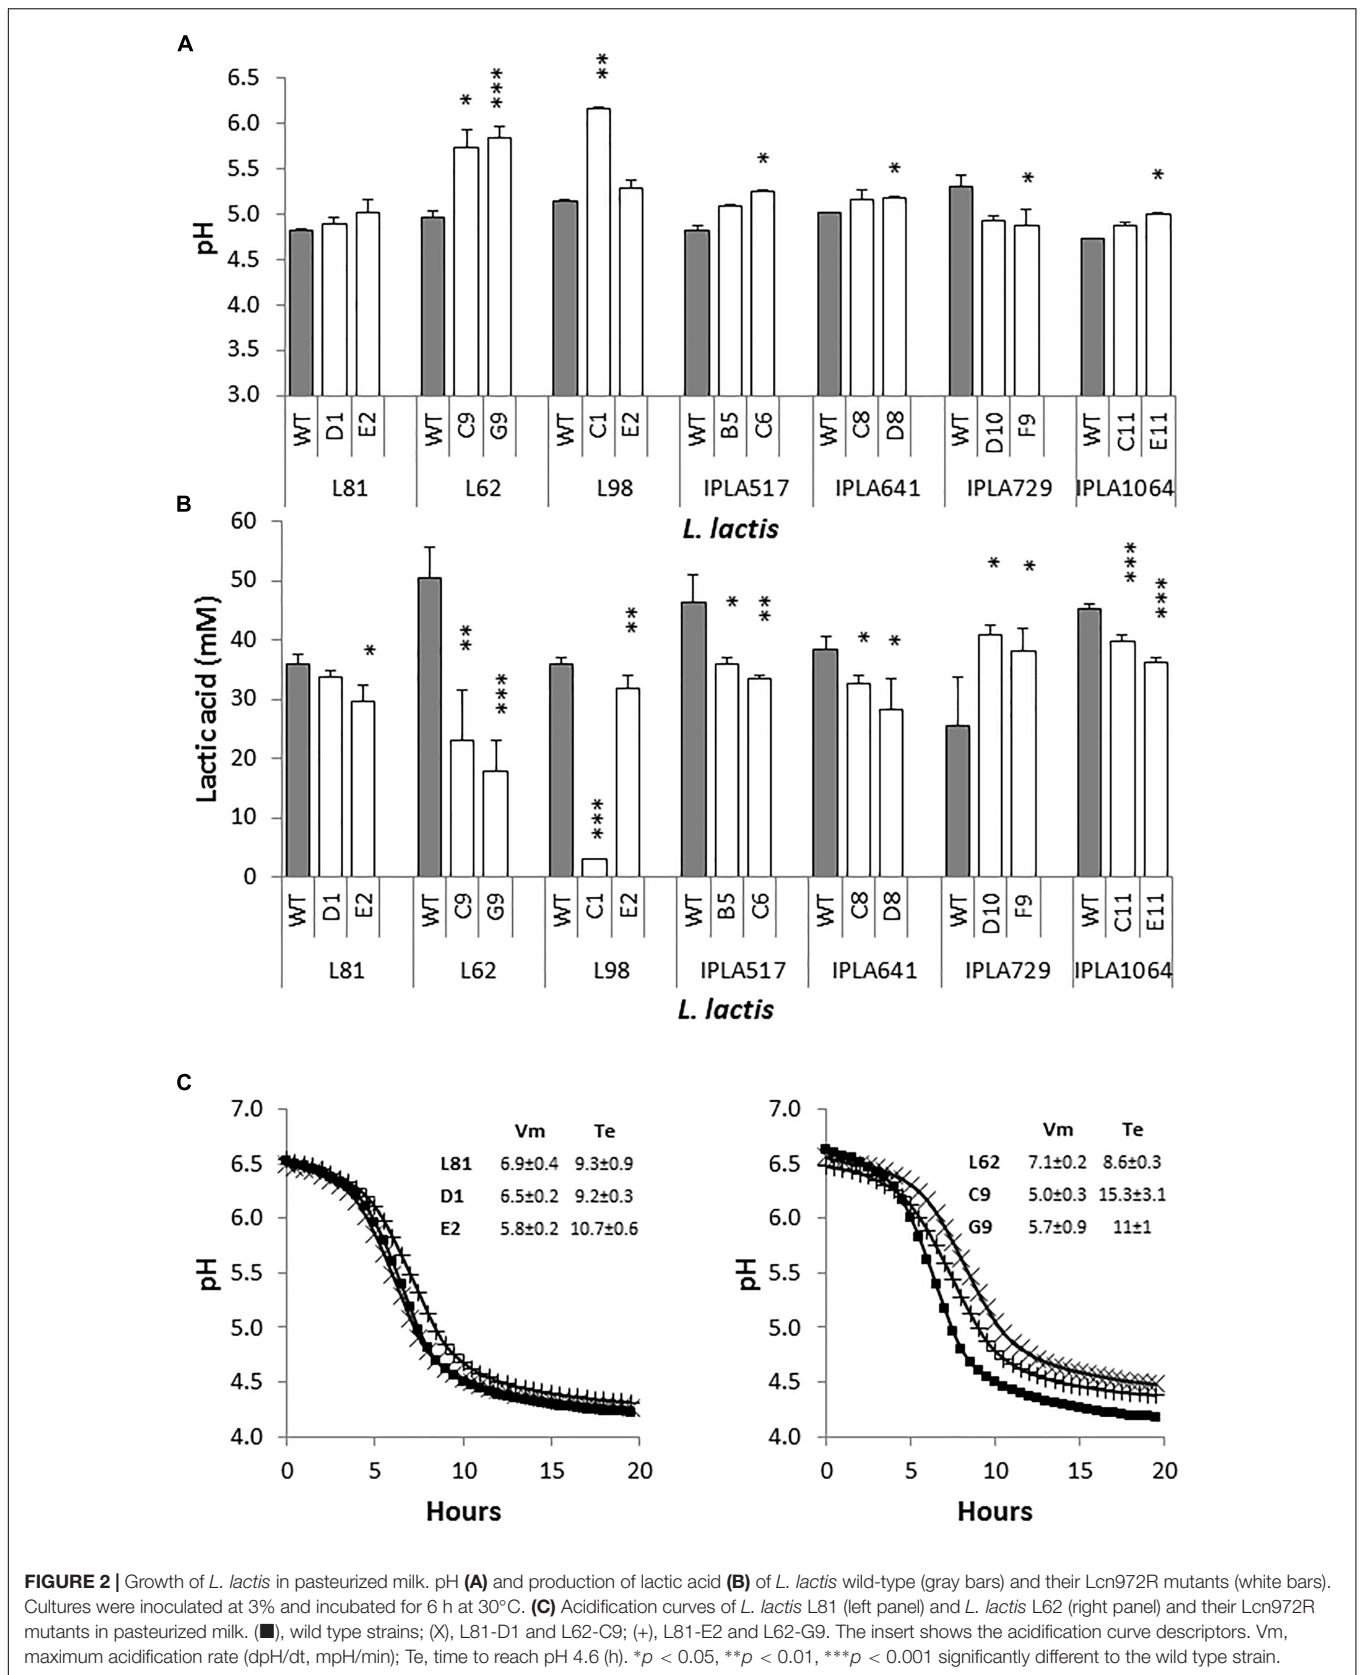 A
6.5
6.0
5.5
5.0
4.5
4.0
3.5
3.0
pH
* *** ** * * * *
WT D1 E2 WT C9 G9 WT C1 E2 WT B5 C6 WT C8 D8 WT D10 F9 WT C11 E11
L81 L62 L98 IPLA517 IPLA641 IPLA729 IPLA1064
L. lactis
B
60
50
40
30
20
10
0
Lactic acid (mM)
* ** *** *** ** * ** * * * * *** ***
WT D1 E2 WT C9 G9 WT C1 E2 WT B5 C6 WT C8 D8 WT D10 F9 WT C11 E11
L81 L62 L98 IPLA517 IPLA641 IPLA729 IPLA1064
L. lactis
C
7.0
6.5
6.0
5.5
5.0
4.5
4.0
pH
Vm Te
L81 6.9±0.4 9.3±0.9
D1 6.5±0.2 9.2±0.3
E2 5.8±0.2 10.7±0.6
0 5 10 15 20
Hours
7.0
6.5
6.0
5.5
5.0
4.5
4.0
pH
Vm Te
L62 7.1±0.2 8.6±0.3
C9 5.0±0.3 15.3±3.1
G9 5.7±0.9 11±1
0 5 10 15 20
Hours
FIGURE 2 | Growth of L. lactis in pasteurized milk. pH (A) and production of lactic acid (B) of L. lactis wild-type (gray bars) and their Lcn972R mutants (white bars).
Cultures were inoculated at 3% and incubated for 6 h at 30°C. (C) Acidification curves of L. lactis L81 (left panel) and L. lactis L62 (right panel) and their Lcn972R
mutants in pasteurized milk. (■), wild type strains; (X), L81-D1 and L62-C9; (+), L81-E2 and L62-G9. The insert shows the acidification curve descriptors. Vm,
maximum acidification rate (dpH/dt, mpH/min); Te, time to reach pH 4.6 (h). *p < 0.05, **p < 0.01, ***p < 0.001 significantly different to the wild type strain.